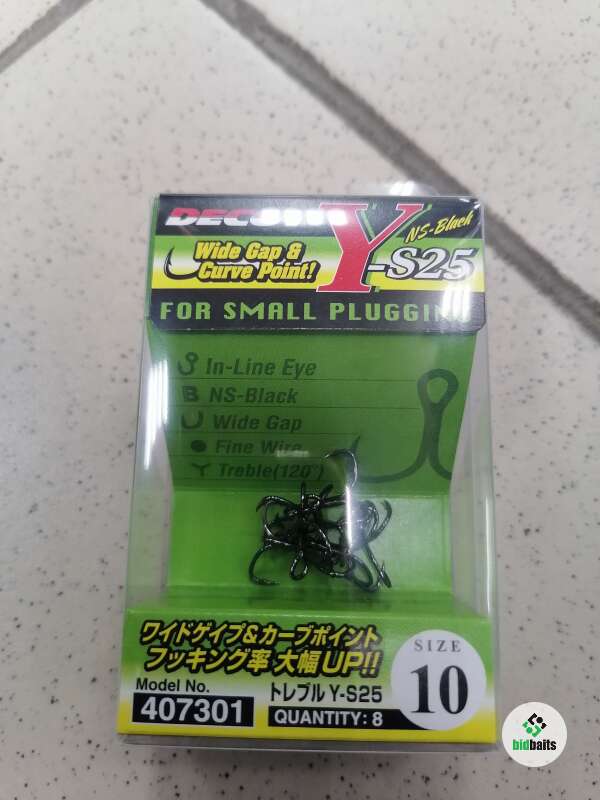 NS-Black
Wide Gap &
Curve Point!
Y-S25
FOR SMALL PLUGGING
In-Line Eye
NS-Black
Wide Gap
Fine Wire
Treble(120°)
ワイドゲイプ&カーブポイント
フッキング率 大幅UP!!
SIZE
10
Model No.
407301
トレブル Y-S25
QUANTITY: 8
bidbaits